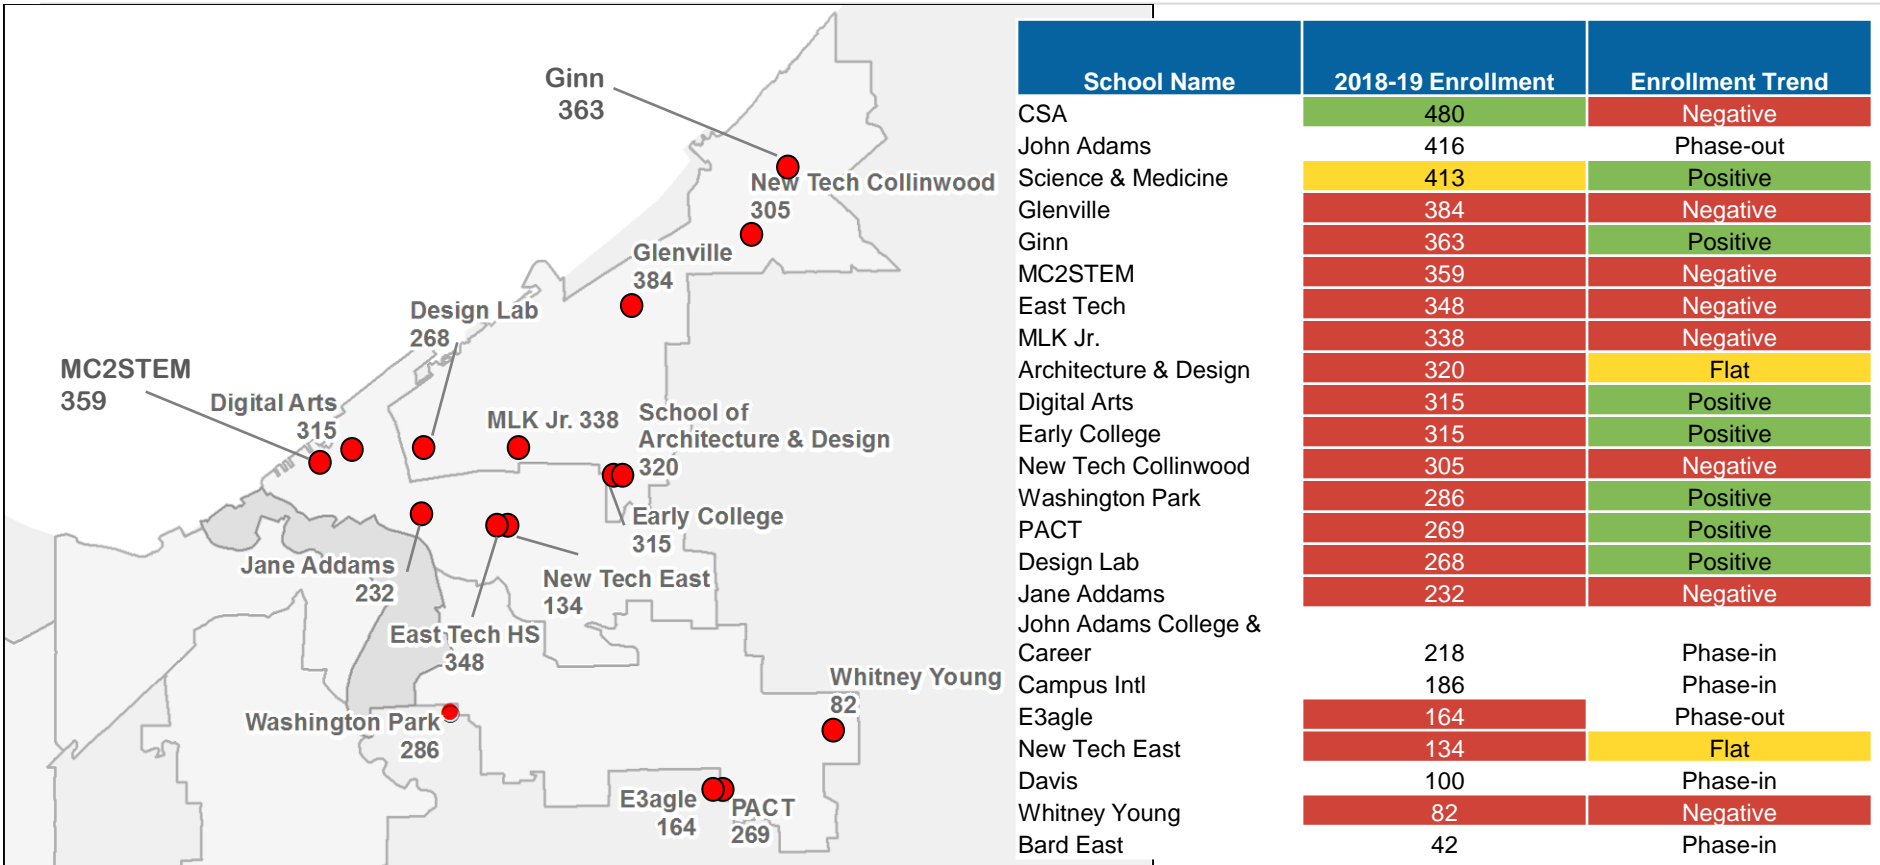 Ginn
363
New Tech Collinwood
305
Glenville
384
Design Lab
268
MC2STEM
359
Digital Arts
315
MLK Jr. 338
School of
Architecture & Design
320
Early College
315
Jane Addams
232
New Tech East
134
East Tech HS
348
Whitney Young
82
Washington Park
286
E3agle
164
PACT
269
School Name 2018-19 Enrollment Enrollment Trend
CSA 480 Negative
John Adams 416 Phase-out
Science & Medicine 413 Positive
Glenville 384 Negative
Ginn 363 Positive
MC2STEM 359 Negative
East Tech 348 Negative
MLK Jr. 338 Negative
Architecture & Design 320 Flat
Digital Arts 315 Positive
Early College 315 Positive
New Tech Collinwood 305 Negative
Washington Park 286 Positive
PACT 269 Positive
Design Lab 268 Positive
Jane Addams 232 Negative
John Adams College &
Career 218 Phase-in
Campus Intl 186 Phase-in
E3agle 164 Phase-out
New Tech East 134 Flat
Davis 100 Phase-in
Whitney Young 82 Negative
Bard East 42 Phase-in